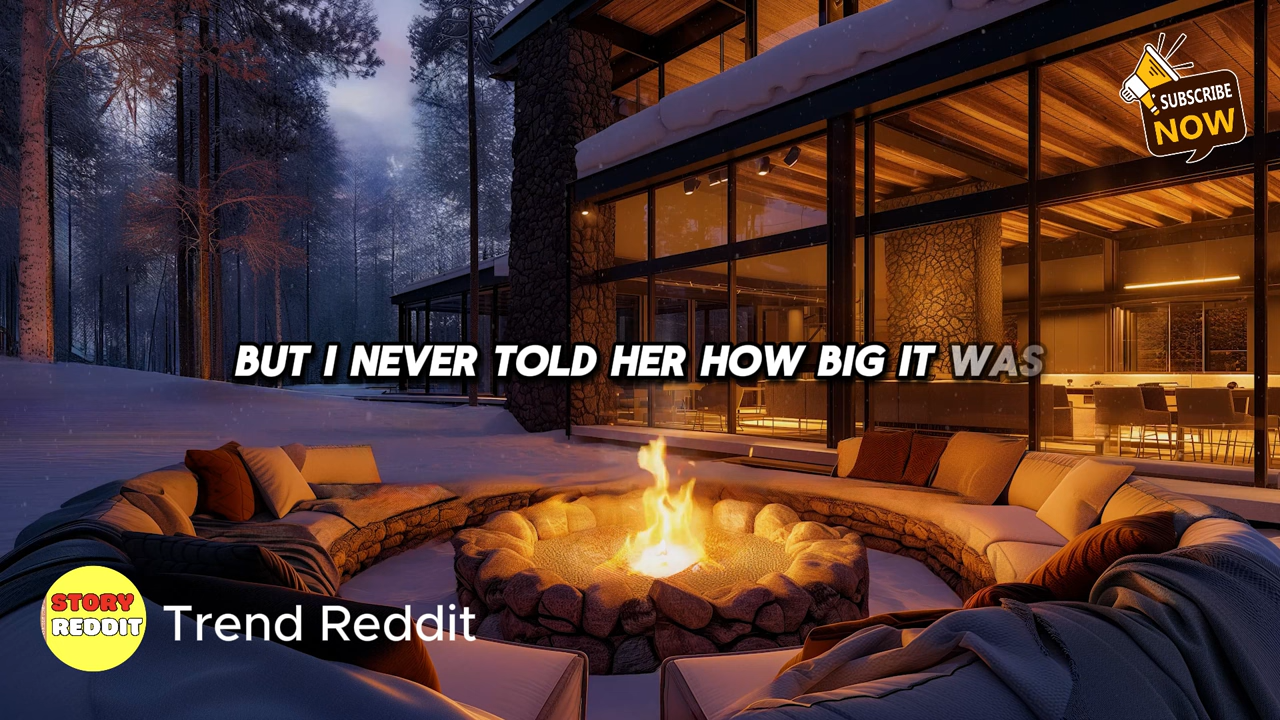 SUBSCRIBE
NOW
BUT I NEVER TOLD HER HOW BIG IT WAS
STORY
REDDIT
Trend Reddit